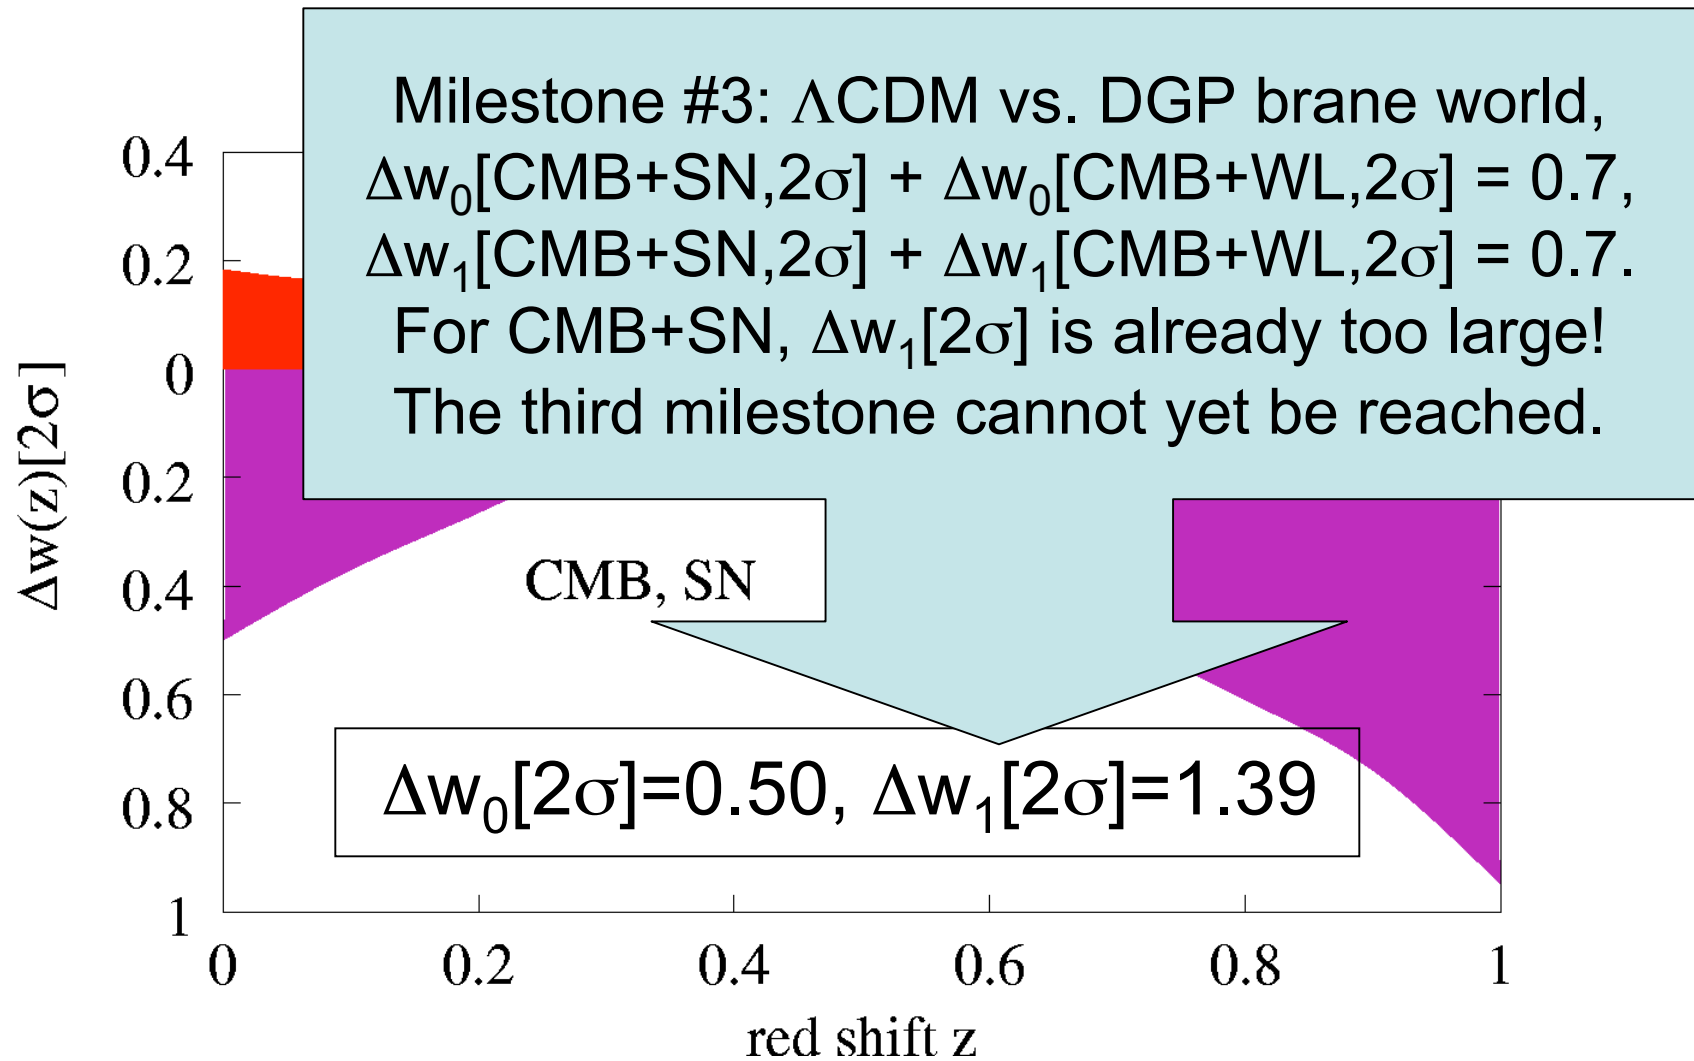 Milestone #3: ΛCDM vs. DGP brane world,
Δw₀[CMB+SN,2σ] + Δw₀[CMB+WL,2σ] = 0.7,
Δw₁[CMB+SN,2σ] + Δw₁[CMB+WL,2σ] = 0.7.
For CMB+SN, Δw₁[2σ] is already too large!
The third milestone cannot yet be reached.
0.4
0.2
0
0.2
0.4
0.6
0.8
1
Δw(z)[2σ]
CMB, SN
Δw₀[2σ]=0.50, Δw₁[2σ]=1.39
0 0.2 0.4 0.6 0.8 1
red shift z